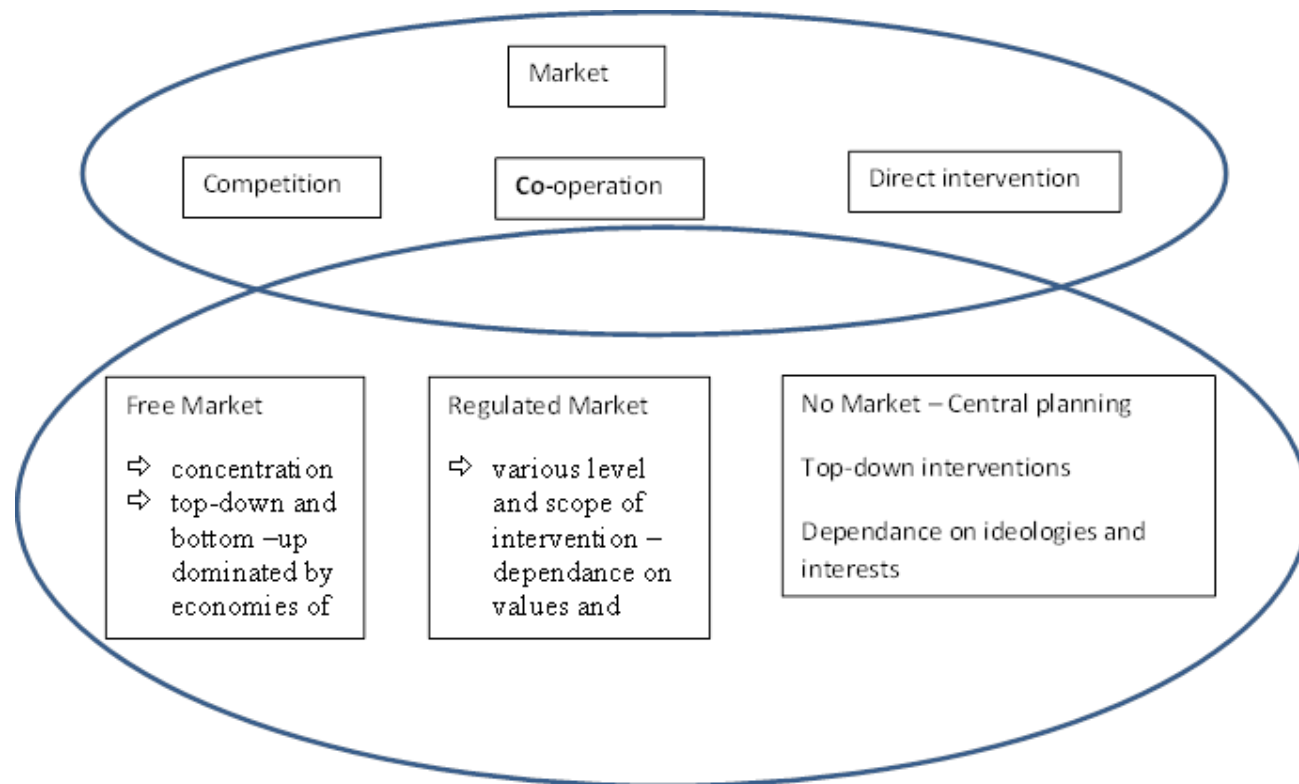 Market
Competition
Co-operation
Direct intervention
Free Market
⇨ concentration
⇨ top-down and
bottom –up
dominated by
economies of
Regulated Market
⇨ various level
and scope of
intervention –
dependance on
values and
No Market – Central planning
Top-down interventions
Dependance on ideologies and
interests